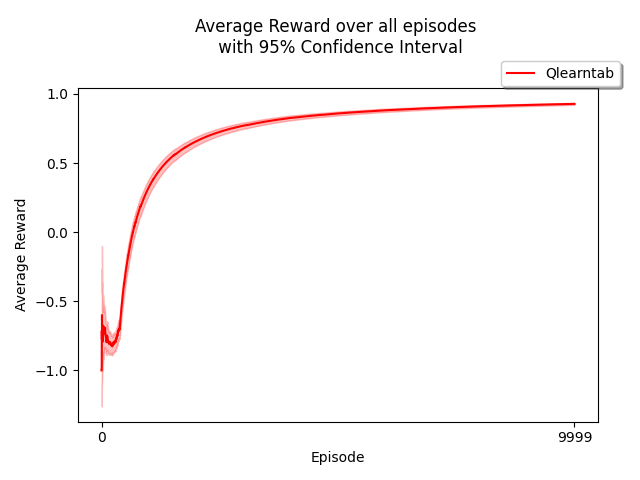 Average Reward over all episodes
with 95% Confidence Interval
Qlearntab
1.0
0.5
0.0
−0.5
−1.0
Average Reward
0
9999
Episode